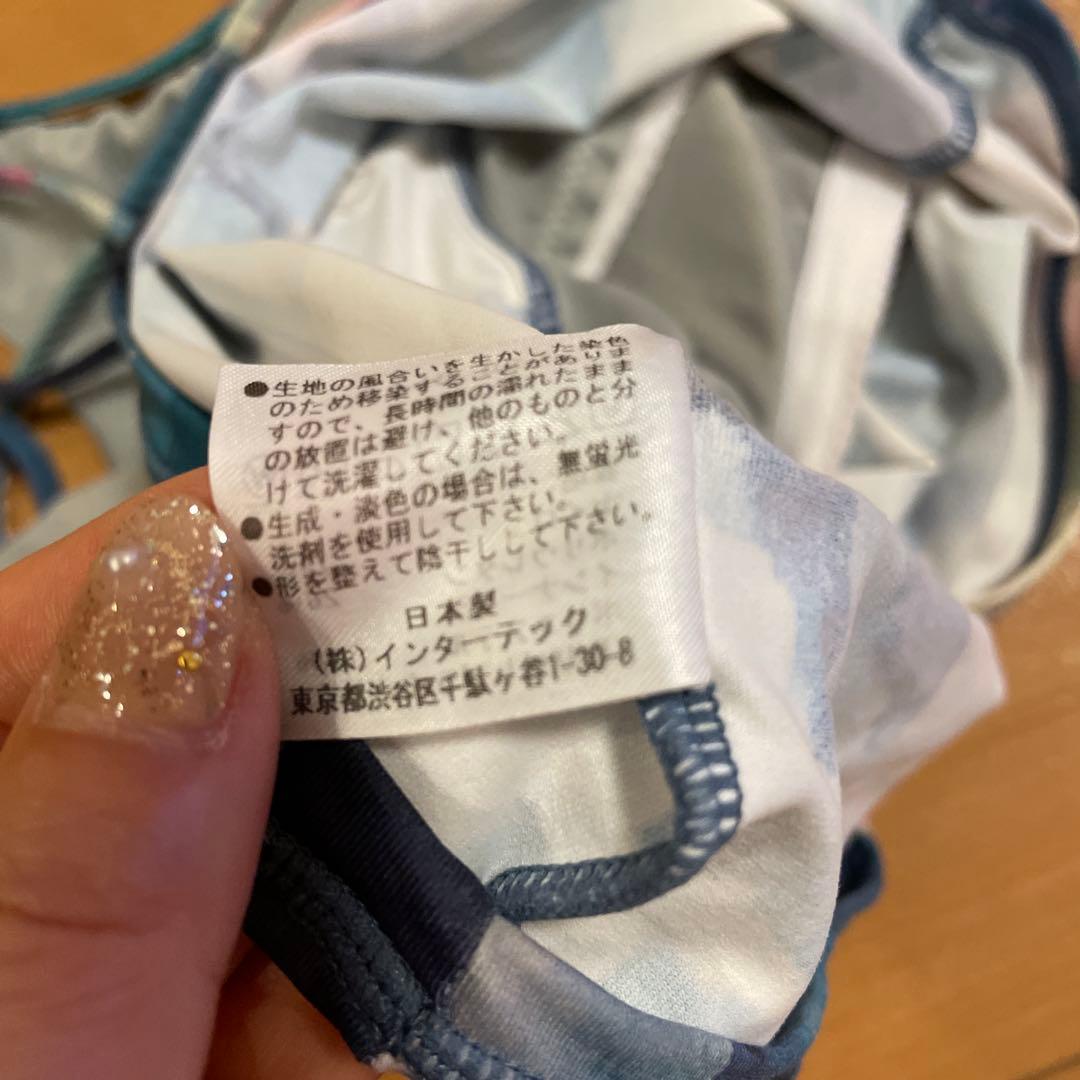 ●生地の風合いを生かした染色
のため移染することがありま
すので、長時間の濡れたまま
の放置は避け、他のものと分
けて洗濯してください。
●生成・淡色の場合は、無蛍光
洗剤を使用して下さい。
●形を整えて陰干しして下さい。
日本製
(株)インターテック
東京都渋谷区千駄ヶ谷1-30-8